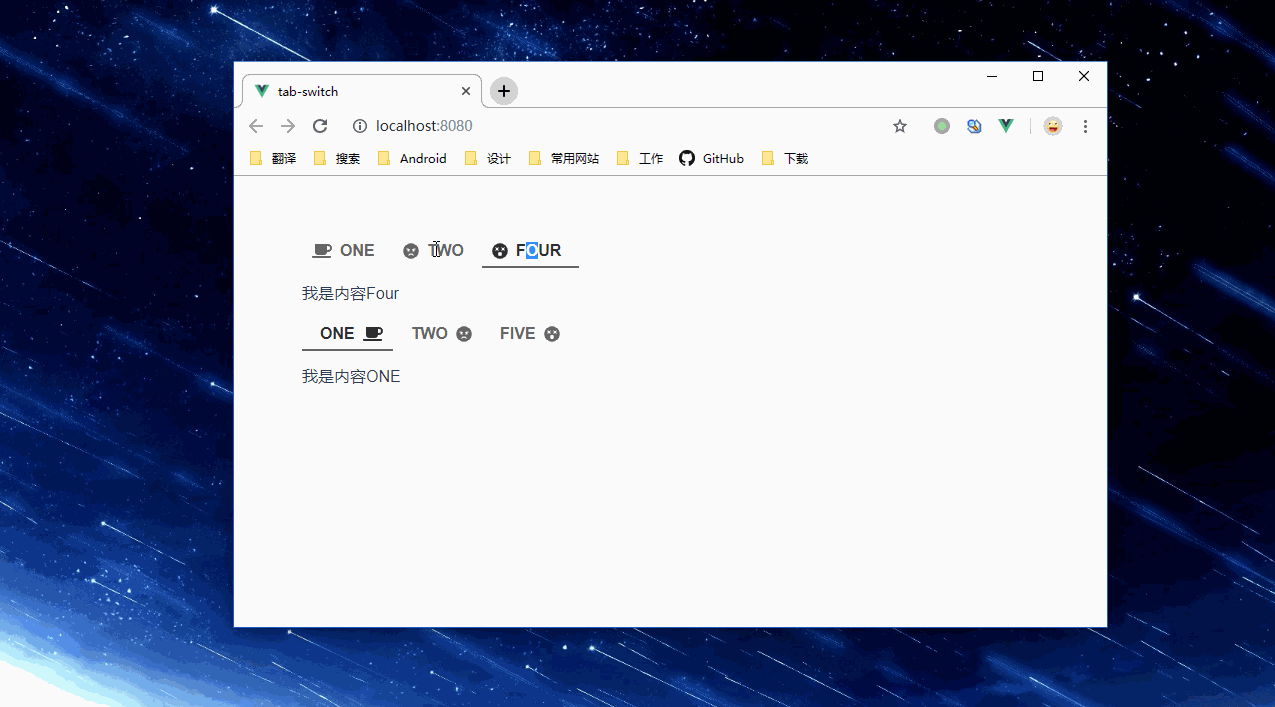 tab-switch
localhost:8080
翻译 搜索 Android 设计 常用网站 工作 GitHub 下载
ONE TWO FOUR
我是内容Four
ONE TWO FIVE
我是内容ONE